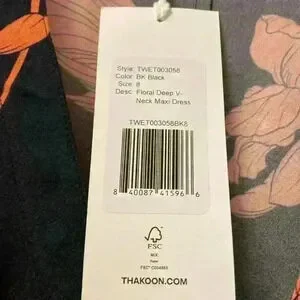 Style: TWET003058
Color: BK Black
Size: 8
Desc: Floral Deep V-
Neck Maxi Dress
TWET003058BK8
8 40087 41596 6
FSC
MIX
Paper
THAKOON.COM